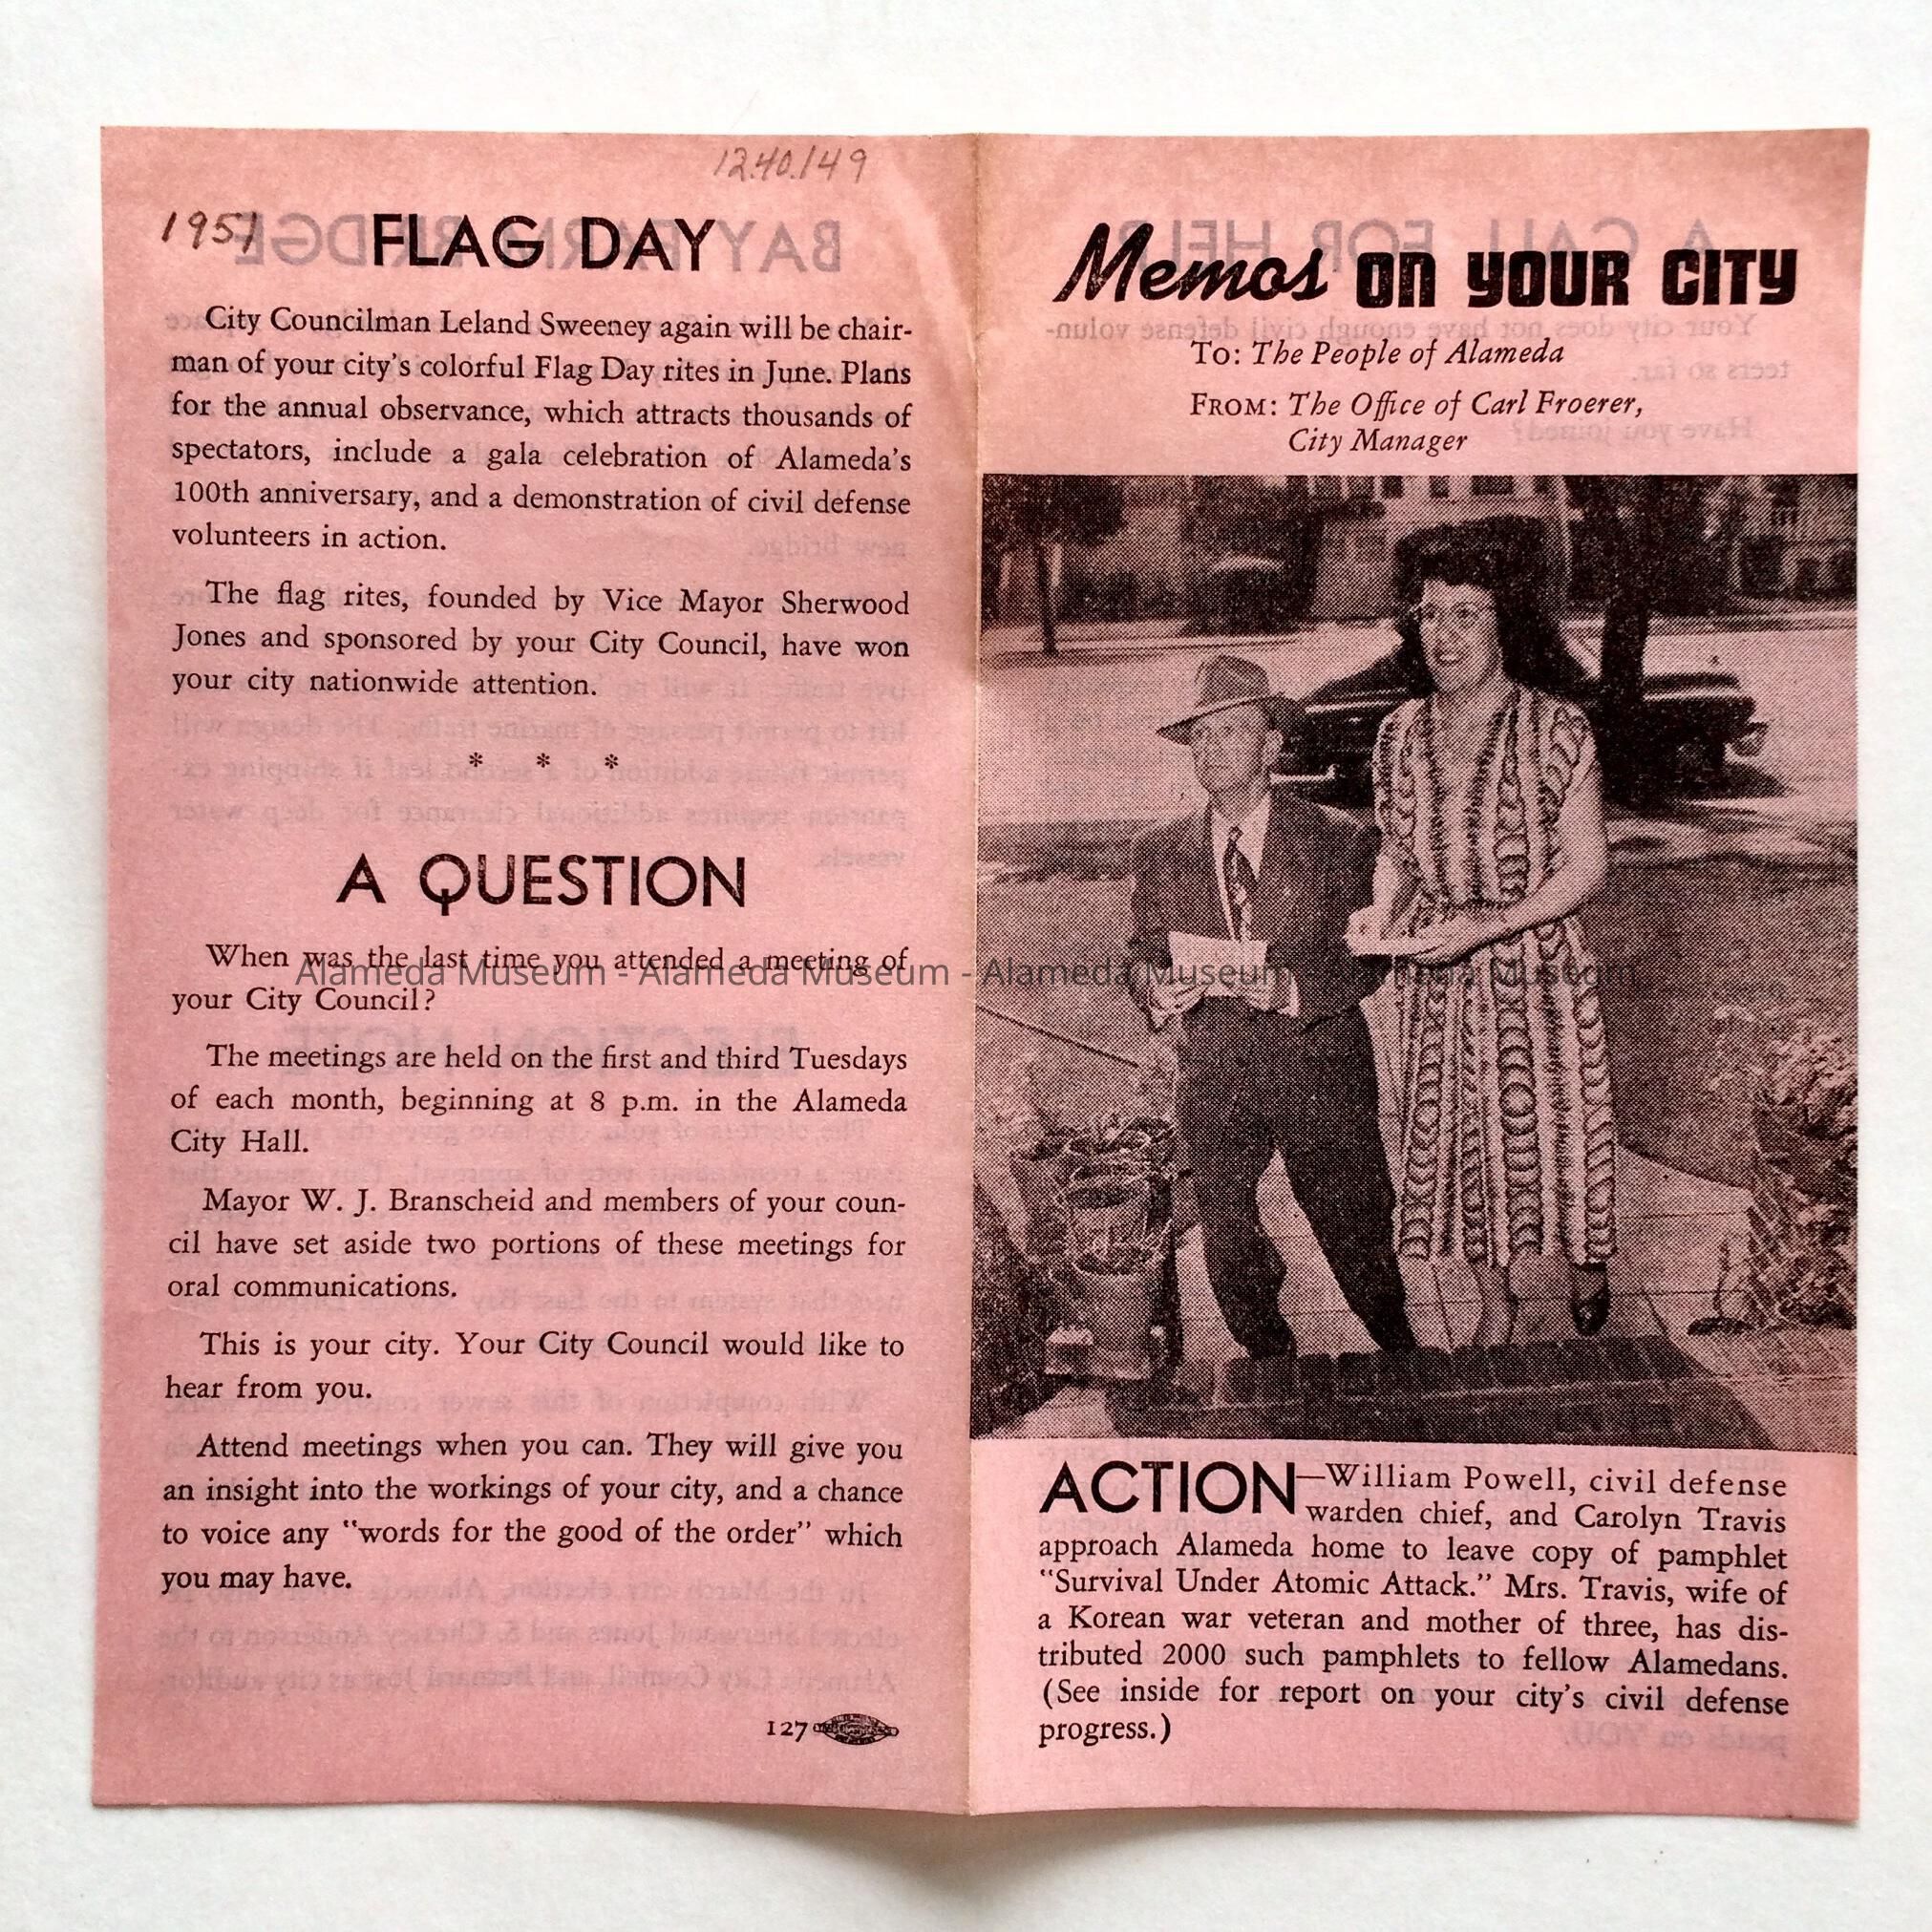 12.40.149
1951
FLAG DAY
City Councilman Leland Sweeney again will be chair-
man of your city's colorful Flag Day rites in June. Plans
for the annual observance, which attracts thousands of
spectators, include a gala celebration of Alameda's
100th anniversary, and a demonstration of civil defense
volunteers in action.
The flag rites, founded by Vice Mayor Sherwood
Jones and sponsored by your City Council, have won
your city nationwide attention.
* * *
A QUESTION
When was the last time you attended a meeting of
your City Council?
The meetings are held on the first and third Tuesdays
of each month, beginning at 8 p.m. in the Alameda
City Hall.
Mayor W. J. Branscheid and members of your coun-
cil have set aside two portions of these meetings for
oral communications.
This is your city. Your City Council would like to
hear from you.
Attend meetings when you can. They will give you
an insight into the workings of your city, and a chance
to voice any "words for the good of the order" which
you may have.
127
Memos ON YOUR CITY
TO: The People of Alameda
FROM: The Office of Carl Froerer,
City Manager
ACTION—William Powell, civil defense
warden chief, and Carolyn Travis
approach Alameda home to leave copy of pamphlet
"Survival Under Atomic Attack." Mrs. Travis, wife of
a Korean war veteran and mother of three, has dis-
tributed 2000 such pamphlets to fellow Alamedans.
(See inside for report on your city's civil defense
progress.)
Alameda Museum - Alameda Museum - Alameda Museum - Alameda Museum